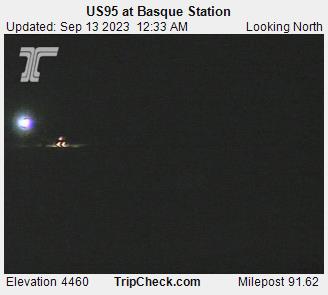 US95 at Basque Station
Updated: Sep 13 2023 12:33 AM Looking North
Elevation 4460 TripCheck.com Milepost 91.62